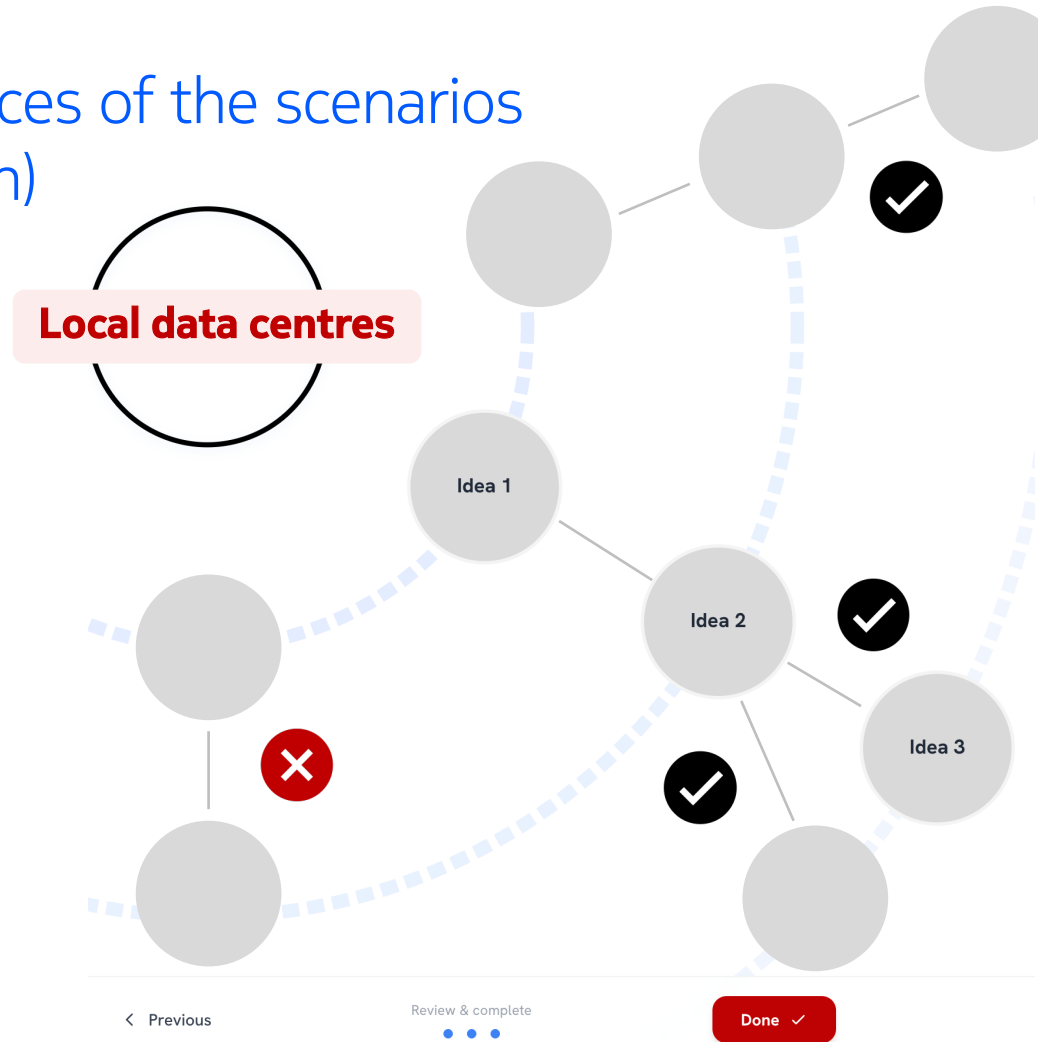 ces of the scenarios
n)
Local data centres
Idea 1
Idea 2
Idea 3
Previous
Review & complete
Done